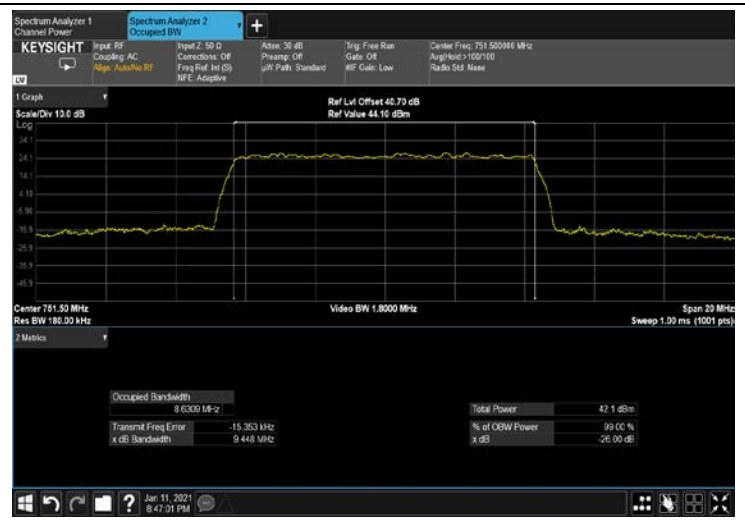 Spectrum Analyzer 1
Channel Power
Spectrum Analyzer 2
Occupied BW
+
KEYSIGHT
Input: RF
Coupling: AC
Align: Auto/No RF
Input Z: 50 Ω
Corrections: Off
Freq Ref: Int (S)
NFE: Adaptive
Atten: 30 dB
Preamp: Off
µW Path: Standard
Trig: Free Run
Gate: Off
#IF Gain: Low
Center Freq: 751.500000 MHz
Avg|Hold:>100/100
Radio Std: None
1 Graph
Scale/Div 10.0 dB
Ref Lvl Offset 40.70 dB
Ref Value 44.10 dBm
Log
34.1
24.1
14.1
4.10
-5.90
-15.9
-25.9
-35.9
-45.9
Center 751.50 MHz
Res BW 180.00 kHz
Video BW 1.8000 MHz
Span 20 MHz
Sweep 1.00 ms (1001 pts)
2 Metrics
Occupied Bandwidth
8.6309 MHz
Total Power 42.1 dBm
Transmit Freq Error -15.353 kHz
% of OBW Power 99.00 %
x dB Bandwidth 9.448 MHz
x dB -26.00 dB
Jan 11, 2021
8:47:01 PM